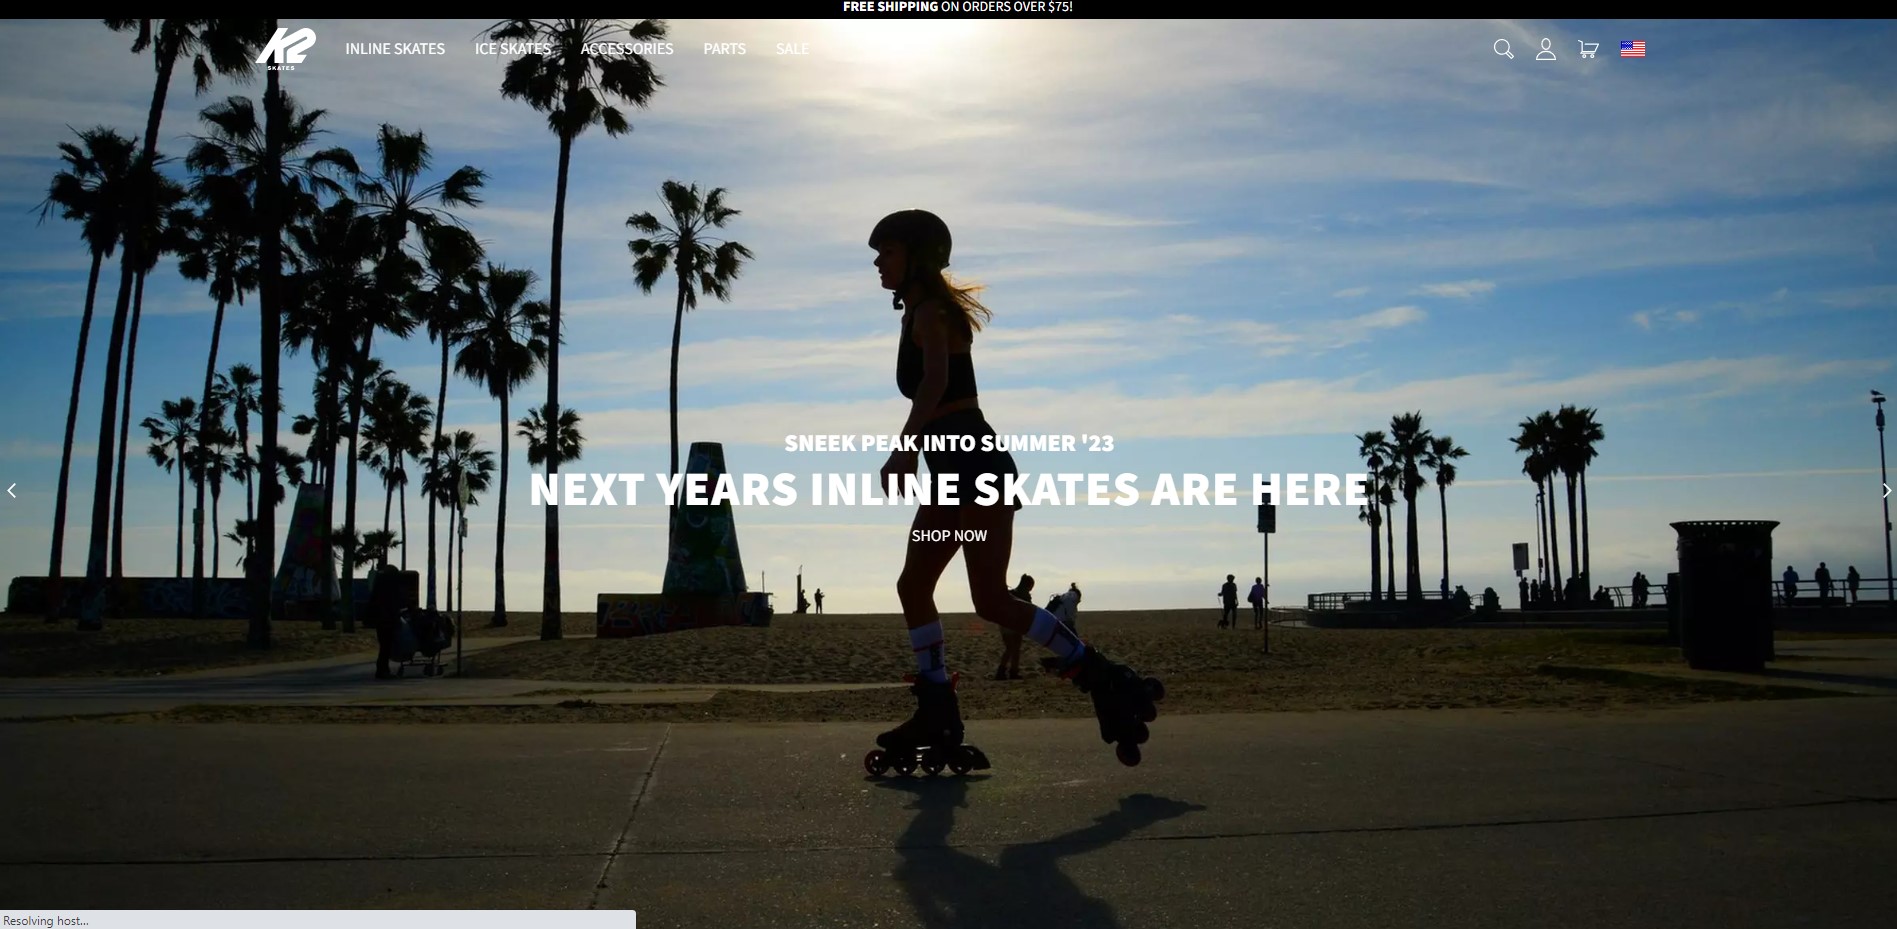 FREE SHIPPING ON ORDERS OVER $75!
K2
SKATES
INLINE SKATES
ICE SKATES
ACCESSORIES
PARTS
SALE
SNEEK PEAK INTO SUMMER '23
NEXT YEARS INLINE SKATES ARE HERE
SHOP NOW
Resolving host...